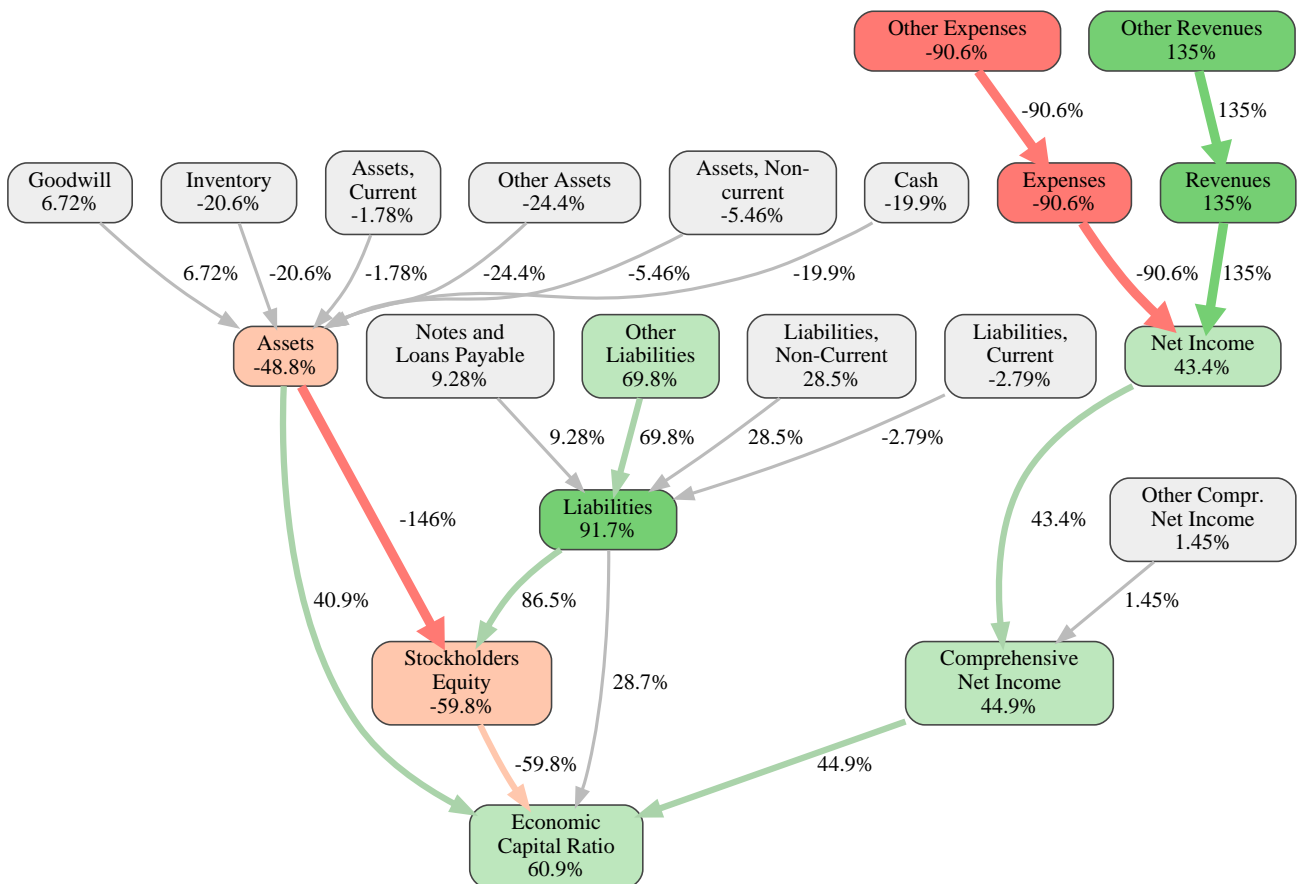 Other Expenses
-90.6%
Other Revenues
135%
-90.6%
135%
Goodwill
6.72%
Inventory
-20.6%
Assets,
Current
-1.78%
Other Assets
-24.4%
Assets, Non-
current
-5.46%
Cash
-19.9%
Expenses
-90.6%
Revenues
135%
6.72%
-20.6%
-1.78%
-24.4%
-5.46%
-19.9%
-90.6%
135%
Assets
-48.8%
Notes and
Loans Payable
9.28%
Other
Liabilities
69.8%
Liabilities,
Non-Current
28.5%
Liabilities,
Current
-2.79%
Net Income
43.4%
9.28%
69.8%
28.5%
-2.79%
Liabilities
91.7%
Other Compr.
Net Income
1.45%
-146%
43.4%
40.9%
86.5%
1.45%
Stockholders
Equity
-59.8%
28.7%
Comprehensive
Net Income
44.9%
-59.8%
44.9%
Economic
Capital Ratio
60.9%